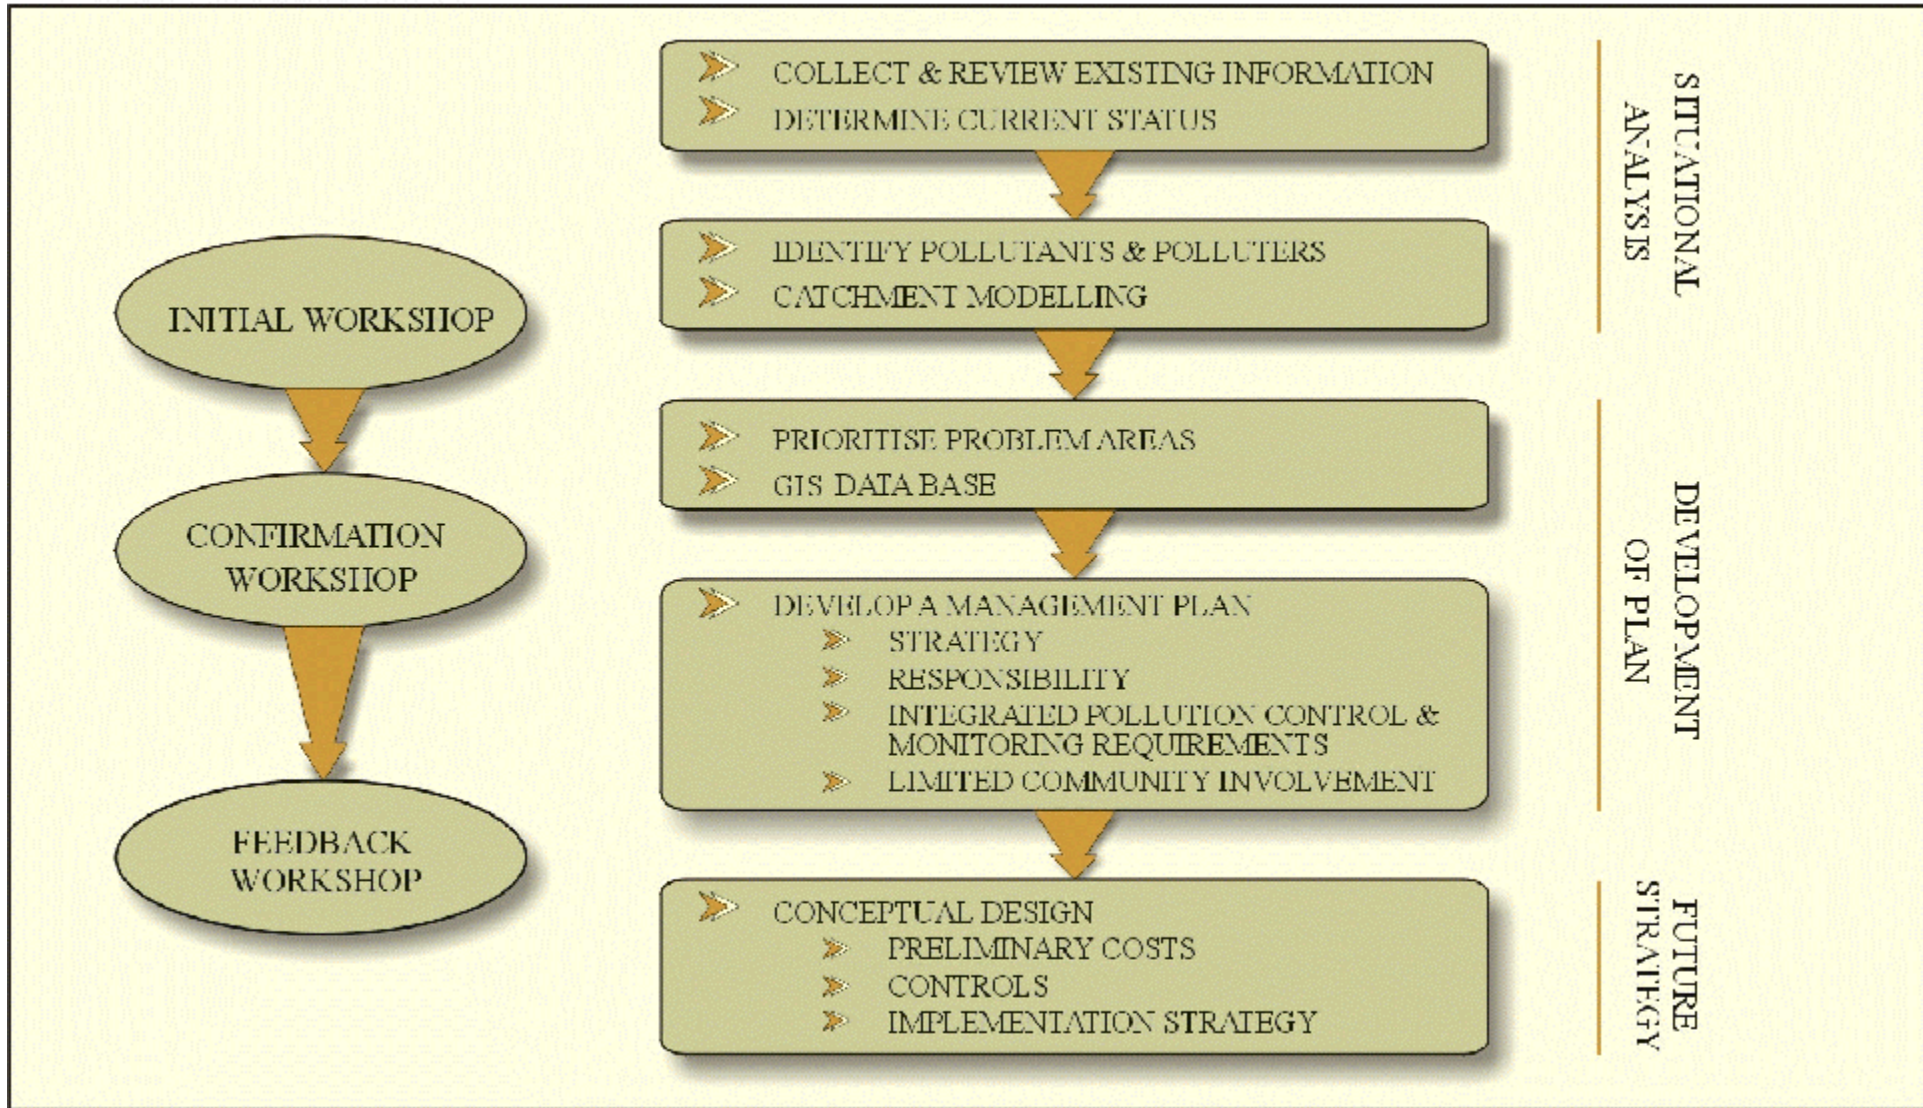 INITIAL WORKSHOP
CONFIRMATION
WORKSHOP
FEEDBACK
WORKSHOP
COLLECT & REVIEW EXISTING INFORMATION
DETERMINE CURRENT STATUS
IDENTIFY POLLUTANTS & POLLUTERS
CATCHMENT MODELLING
PRIORITISE PROBLEM AREAS
GIS DATA BASE
DEVELOP A MANAGEMENT PLAN
STRATEGY
RESPONSIBILITY
INTEGRATED POLLUTION CONTROL &
MONITORING REQUIREMENTS
LIMITED COMMUNITY INVOLVEMENT
CONCEPTUAL DESIGN
PRELIMINARY COSTS
CONTROLS
IMPLEMENTATION STRATEGY
SITUATIONAL
ANALYSIS
DEVELOPMENT
OF PLAN
FUTURE
STRATEGY